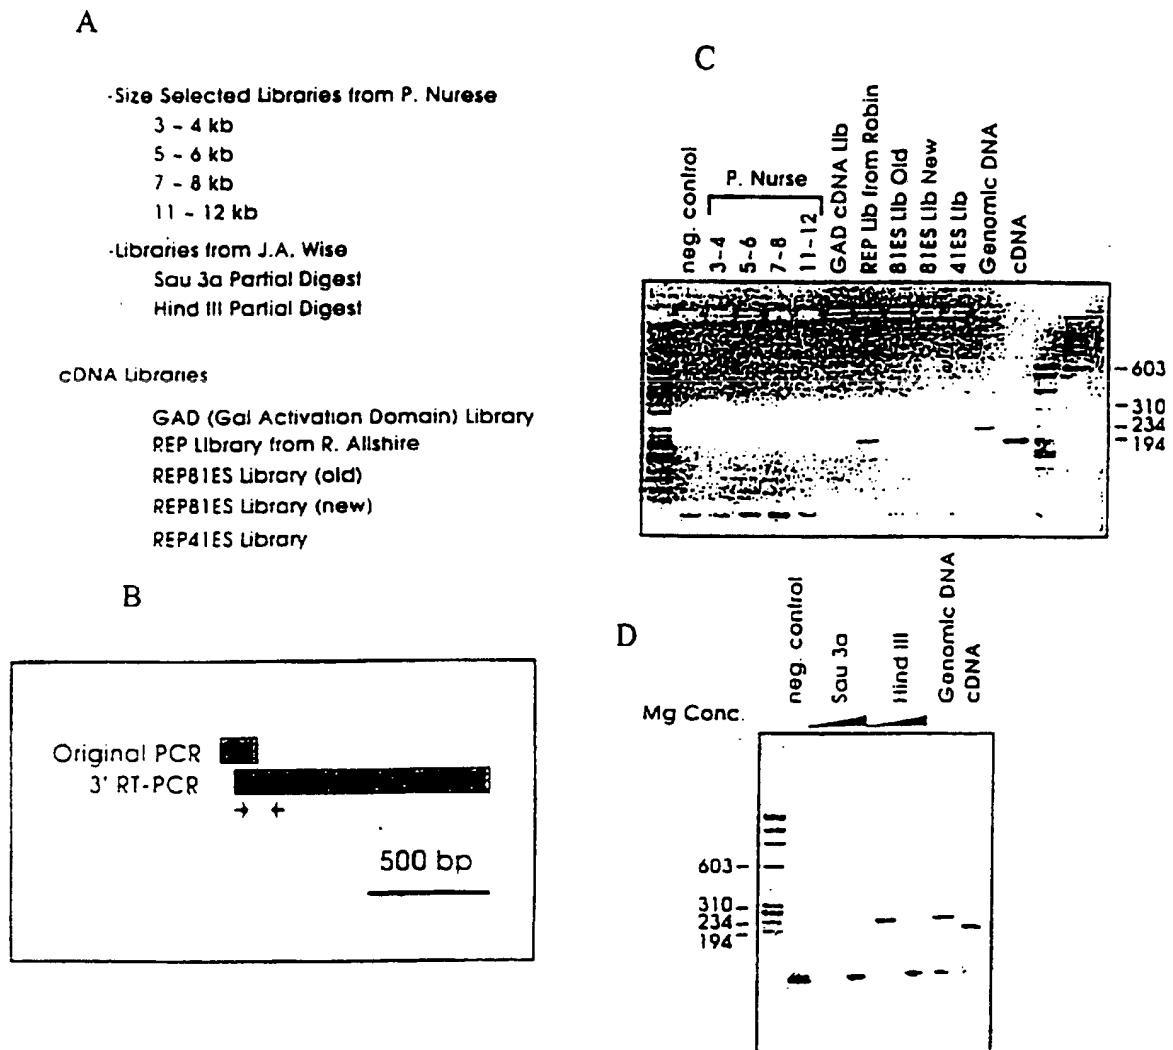 A
-Size Selected Libraries from P. Nurese
3 - 4 kb
5 - 6 kb
7 - 8 kb
11 - 12 kb
-Libraries from J.A. Wise
Sau 3a Partial Digest
Hind III Partial Digest
cDNA Libraries
GAD (Gal Activation Domain) Library
REP Library from R. Allshire
REP81ES Library (old)
REP81ES Library (new)
REP41ES Library
B
Original PCR
3' RT-PCR
500 bp
C
neg. control
P. Nurse
3-4
5-6
7-8
11-12
GAD cDNA Lib
REP Lib from Robin
81ES Lib Old
81ES Lib New
41ES Lib
Genomic DNA
cDNA
603
310
234
194
D
neg. control
Sau 3a
Hind III
Genomic DNA
cDNA
Mg Conc.
603
310
234
194